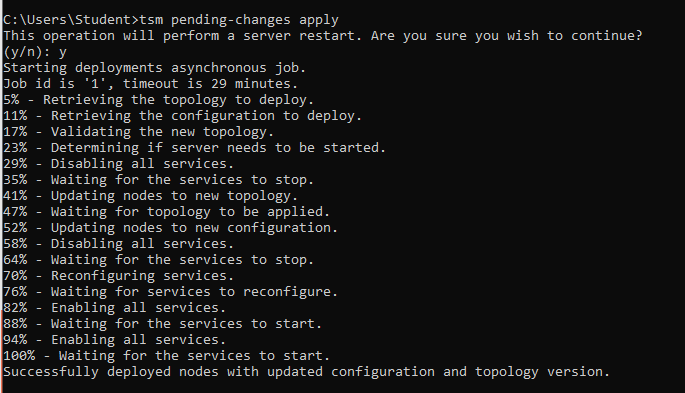 C:\Users\Student>tsm pending-changes apply
This operation will perform a server restart. Are you sure you wish to continue?
(y/n): y
Starting deployments asynchronous job.
Job id is '1', timeout is 29 minutes.
5% - Retrieving the topology to deploy.
11% - Retrieving the configuration to deploy.
17% - Validating the new topology.
23% - Determining if server needs to be started.
29% - Disabling all services.
35% - Waiting for the services to stop.
41% - Updating nodes to new topology.
47% - Waiting for topology to be applied.
52% - Updating nodes to new configuration.
58% - Disabling all services.
64% - Waiting for the services to stop.
70% - Reconfiguring services.
76% - Waiting for services to reconfigure.
82% - Enabling all services.
88% - Waiting for the services to start.
94% - Enabling all services.
100% - Waiting for the services to start.
Successfully deployed nodes with updated configuration and topology version.